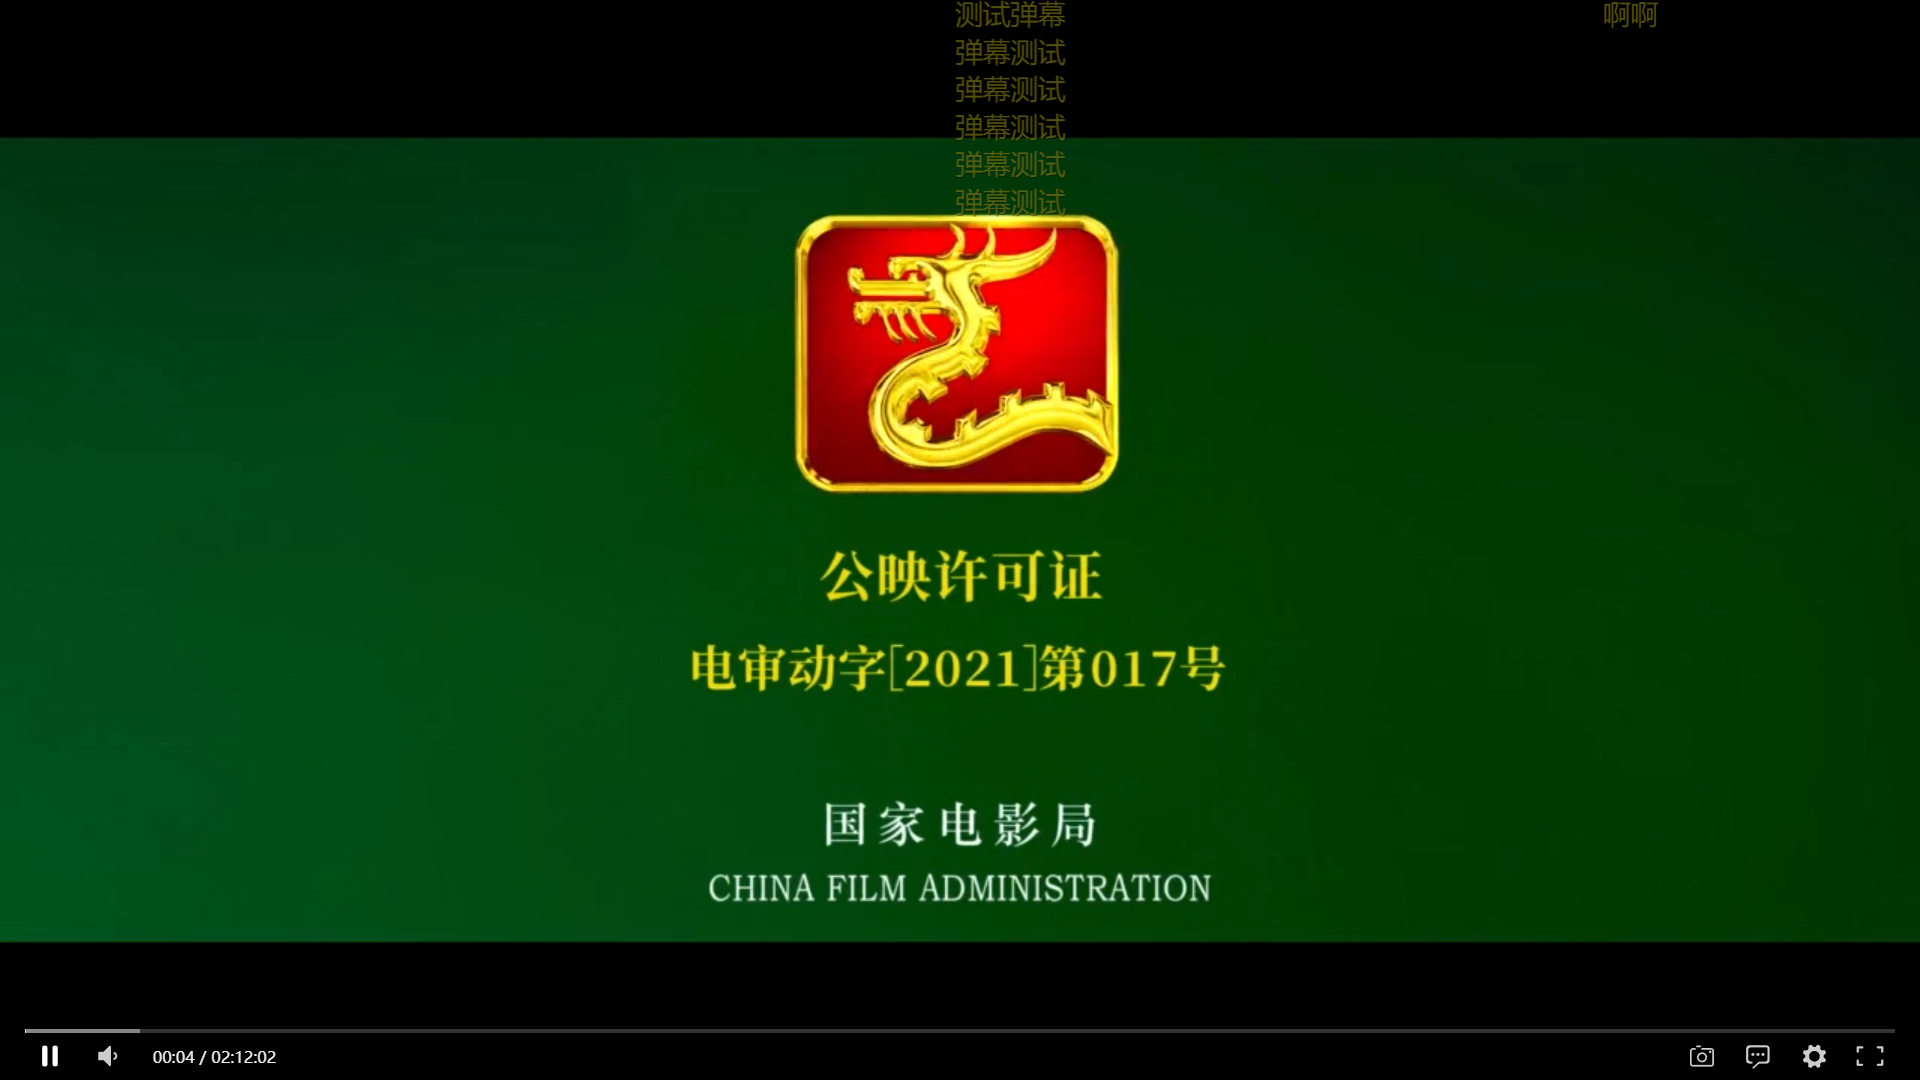 测试弹幕
啊啊
弹幕测试
弹幕测试
弹幕测试
弹幕测试
弹幕测试
公映许可证
电审动字[2021]第017号
国家电影局
CHINA FILM ADMINISTRATION
00:04 / 02:12:02